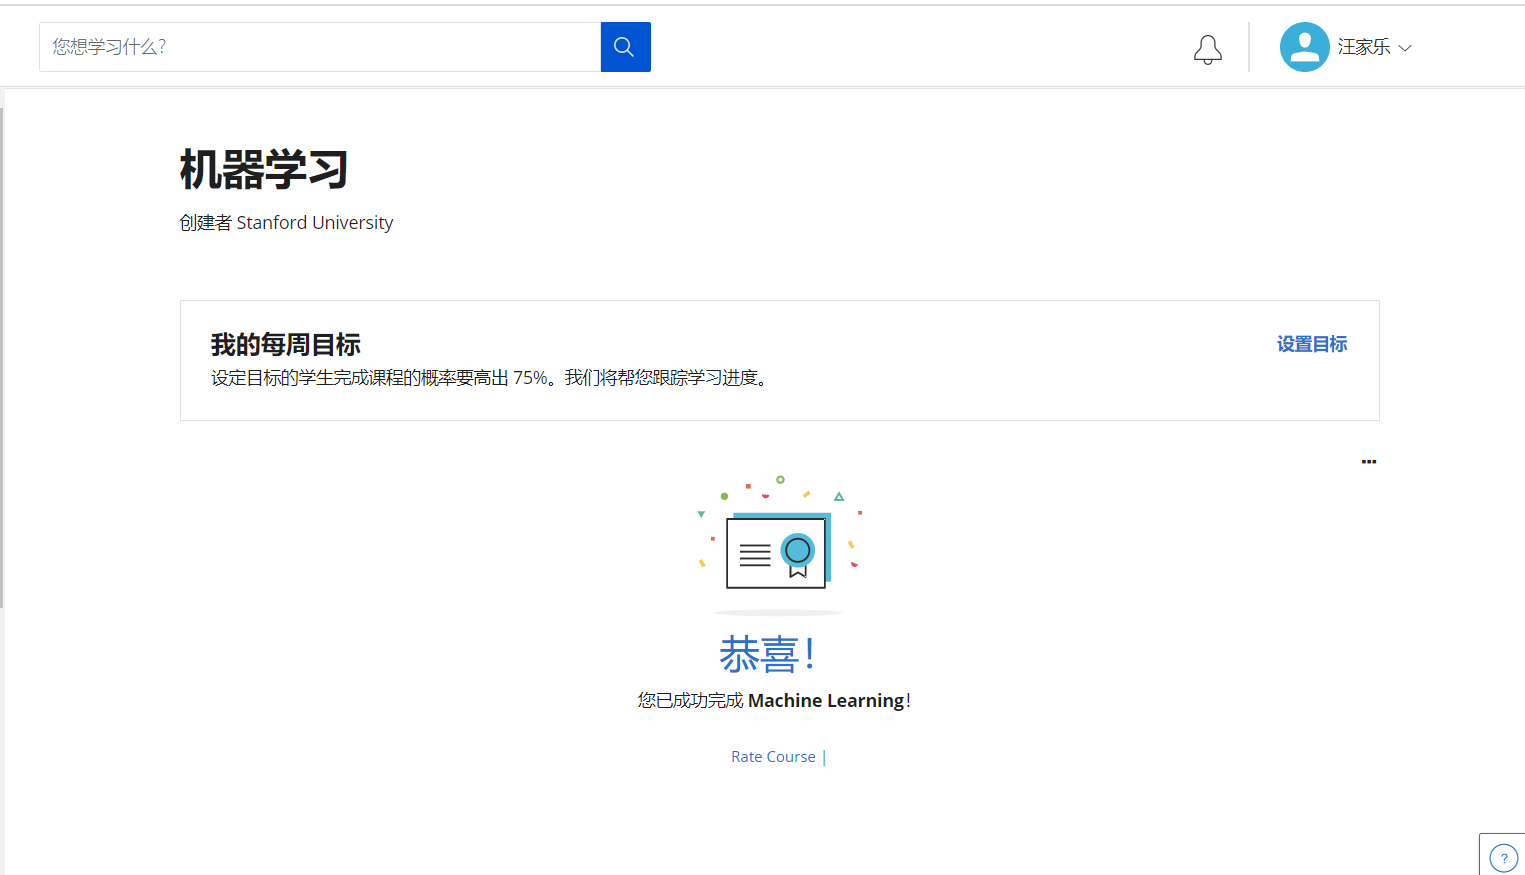 您想学习什么?
汪家乐
机器学习
创建者 Stanford University
我的每周目标
设置目标
设定目标的学生完成课程的概率要高出 75%。我们将帮您跟踪学习进度。
恭喜!
您已成功完成 Machine Learning!
Rate Course |
?